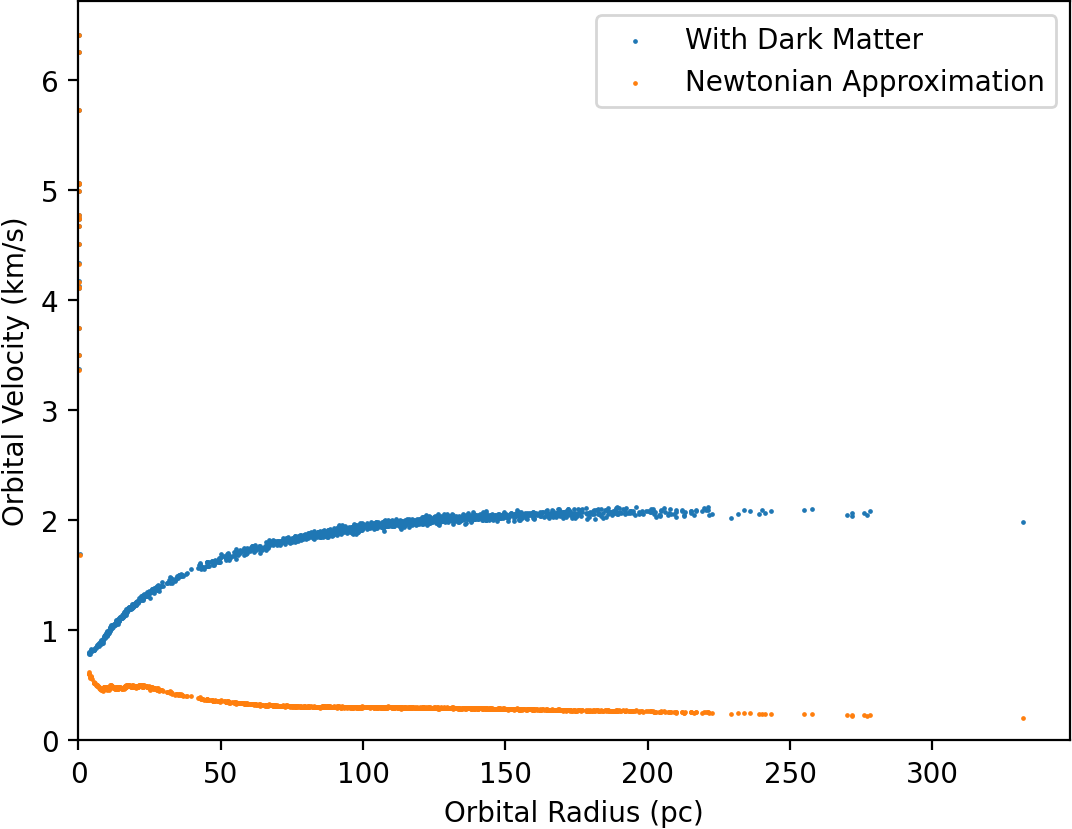 With Dark Matter
Newtonian Approximation
Orbital Velocity (km/s)
6
5
4
3
2
1
0
0 50 100 150 200 250 300
Orbital Radius (pc)